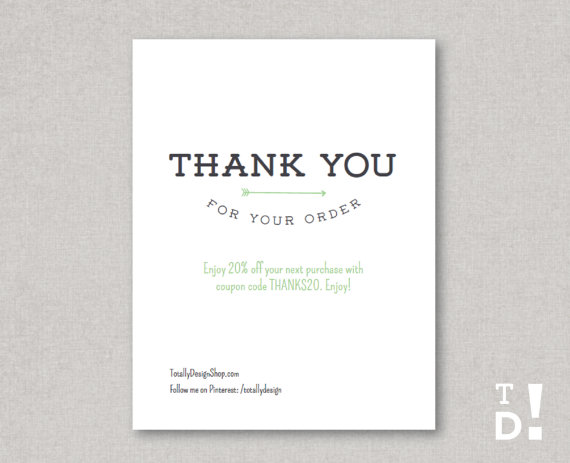 THANK YOU
FOR YOUR ORDER
Enjoy 20% off your next purchase with
coupon code THANKS20. Enjoy!
TotallyDesignShop.com
Follow me on Pinterest: /totallydesign
T
D!